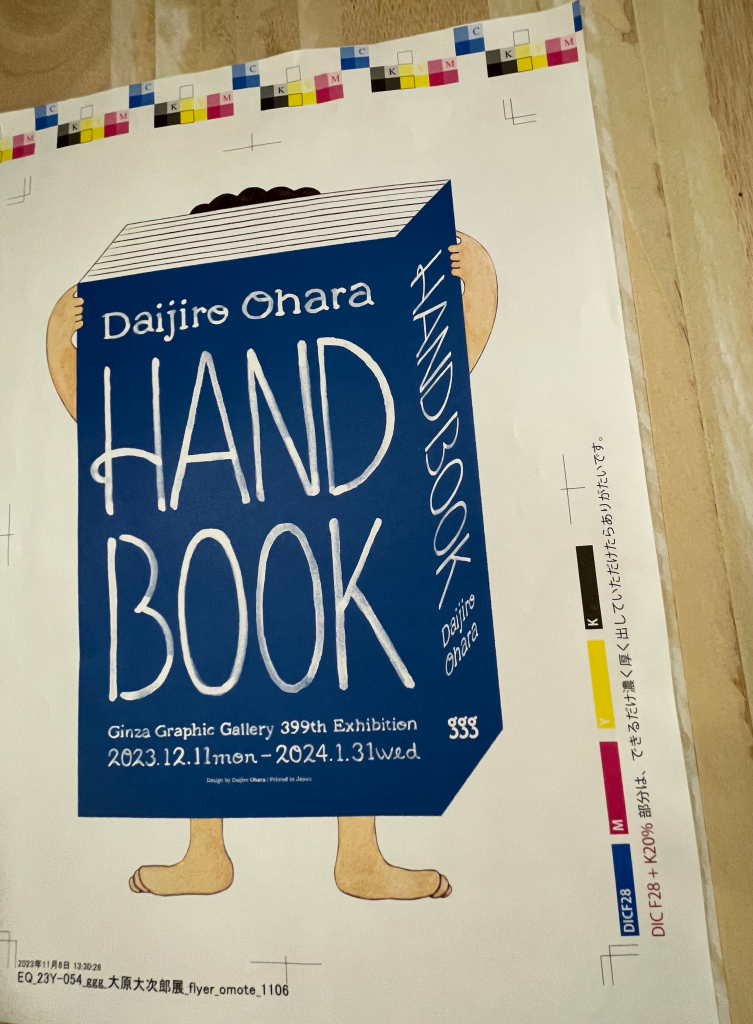 C
K Y M
C
K Y M
C
K Y M
C
K Y M
C
K Y M
M
Daijiro Ohara
HAND
BOOK
Ginza Graphic Gallery 399th Exhibition
2023.12.11mon-2024.1.31wed
Design by Daijiro Ohara / Printed in Japan
HAND BOOK
Daijiro
Ohara
ggg
DICF28 M Y K
DIC F28 + K20% 部分は、できるだけ濃く厚く出していただけたらありがたいです。
2023年11月6日 13:30:26
EQ_23Y-054_ggg_大原大次郎展_flyer_omote_1106